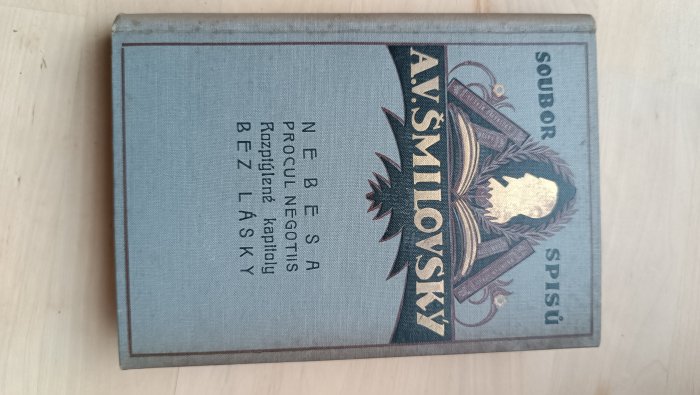 SOUBOR SPISŮ
A.V. ŠMILOVSKÝ
NEBESA
PROCUL NEGOTIIS
Rozptýlené kapitoly
BEZ LÁSKY